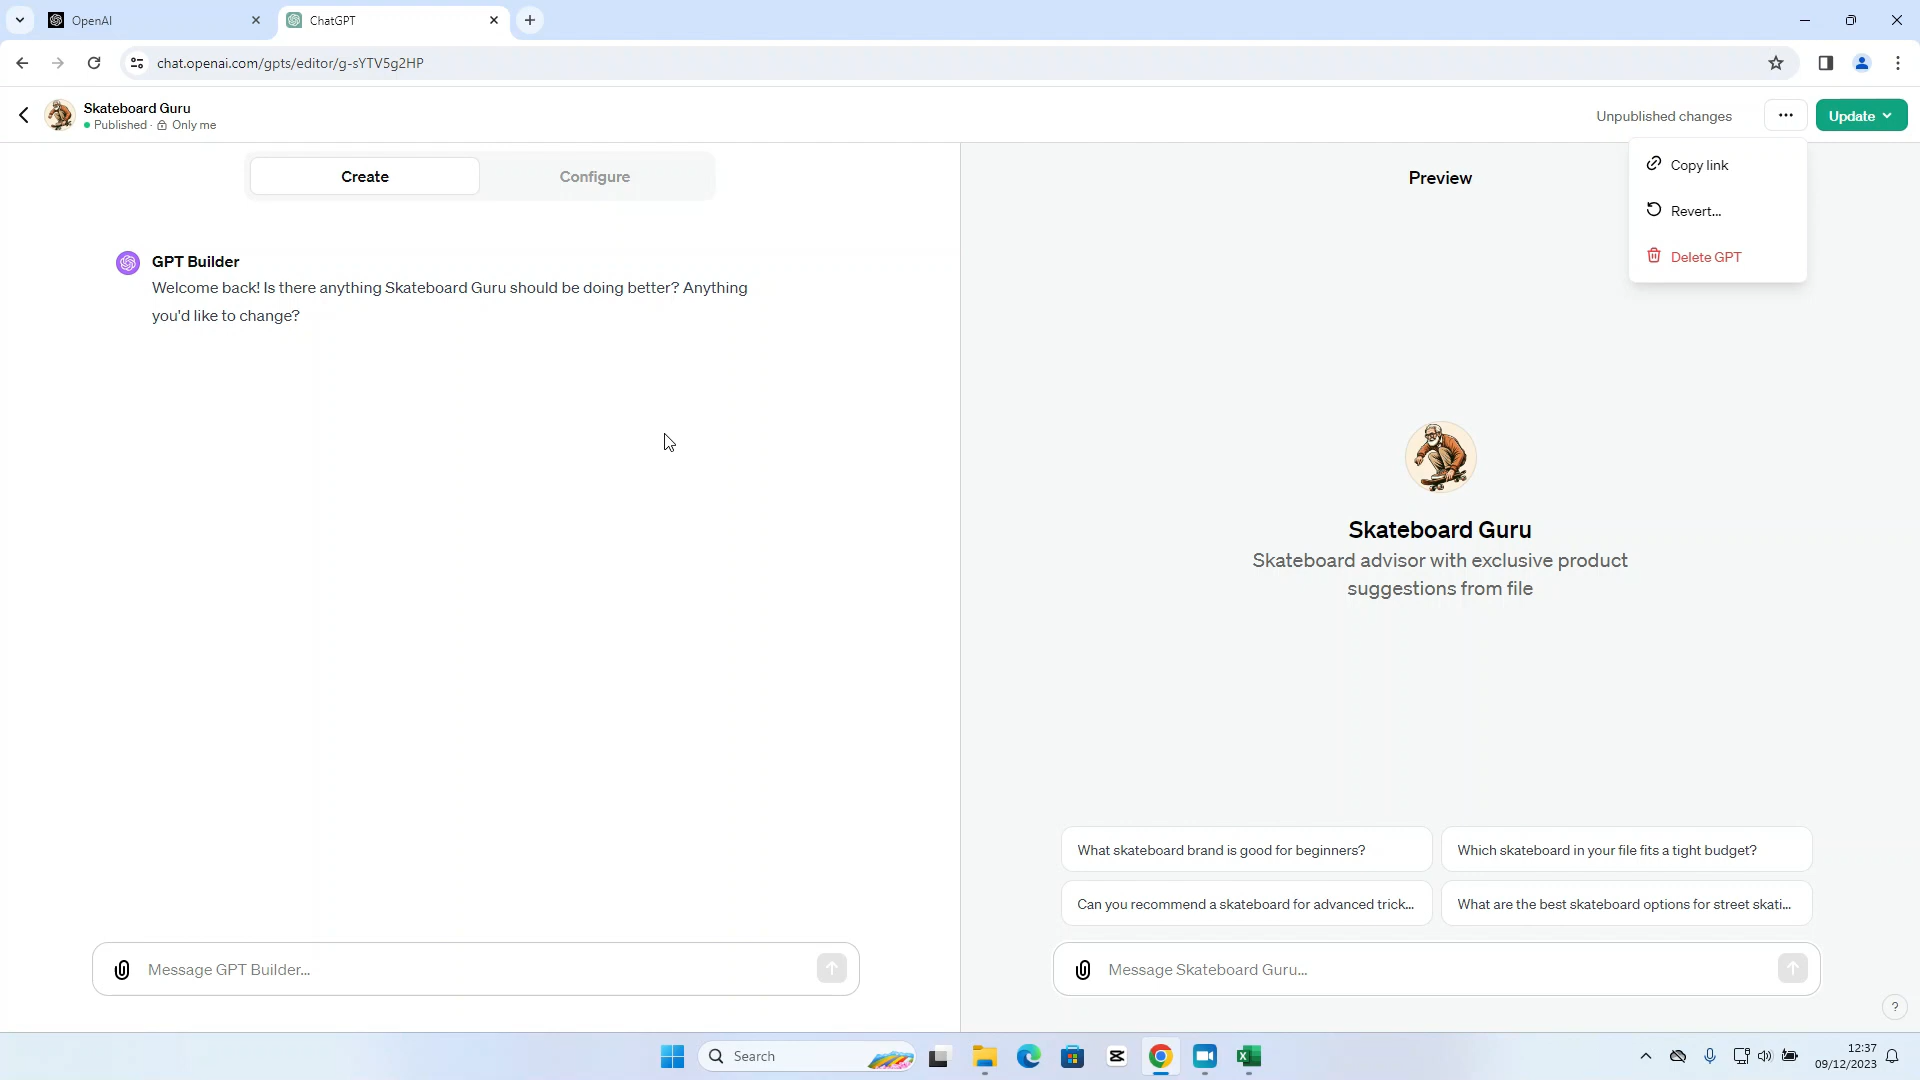 OpenAI
ChatGPT
chat.openai.com/gpts/editor/g-sYTV5g2HP
Skateboard Guru
Published · Only me
Unpublished changes
Update
Create
Configure
Preview
Copy link
Revert...
Delete GPT
GPT Builder
Welcome back! Is there anything Skateboard Guru should be doing better? Anything
you'd like to change?
Skateboard Guru
Skateboard advisor with exclusive product
suggestions from file
What skateboard brand is good for beginners?
Which skateboard in your file fits a tight budget?
Can you recommend a skateboard for advanced trick...
What are the best skateboard options for street skati...
Message GPT Builder...
Message Skateboard Guru...
?
Search
12:37
09/12/2023